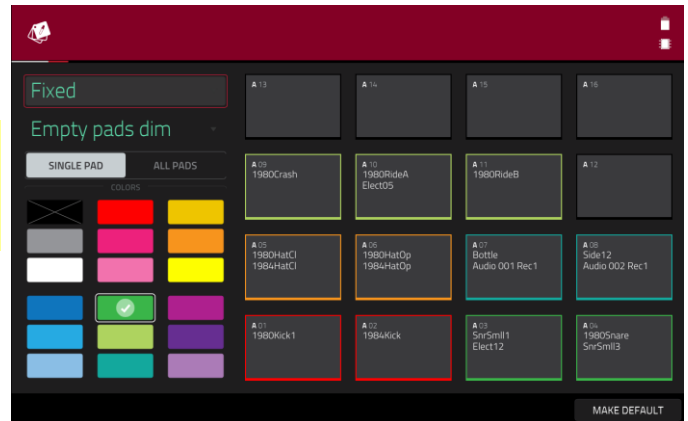 Fixed
Empty pads dim
SINGLE PAD
ALL PADS
COLORS
A 13
A 14
A 15
A 16
A 09
1980Crash
A 10
1980RideA
Elect05
A 11
1980RideB
A 12
A 05
1980HatCl
1984HatCl
A 06
1980HatOp
1984HatOp
A 07
Bottle
Audio 001 Rec1
A 08
Side12
Audio 002 Rec1
A 01
1980Kick1
A 02
1984Kick
A 03
SnrSmll1
Elect12
A 04
1980Snare
SnrSmll3
MAKE DEFAULT